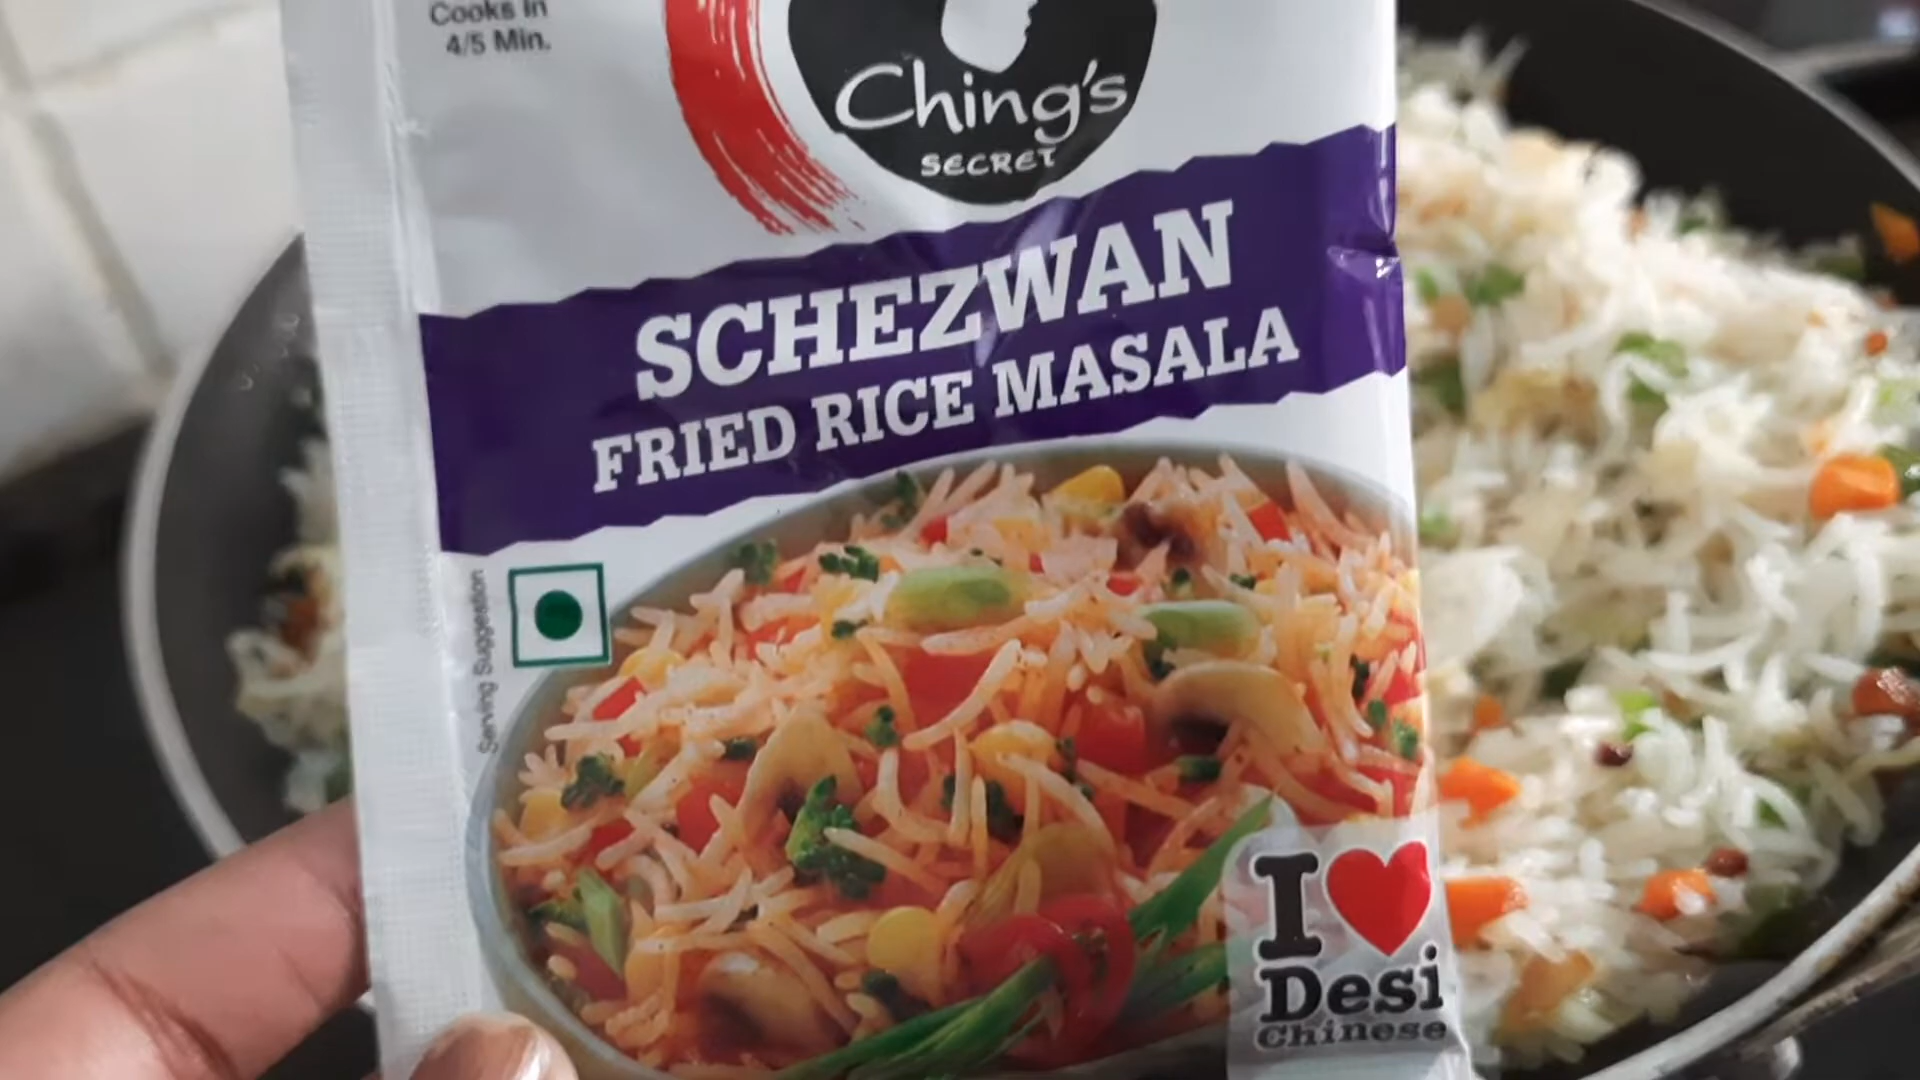 Cooks in
4/5 Min.
Ching's
SECRET
SCHEZWAN
FRIED RICE MASALA
Serving Suggestion
I
Desi
Chinese